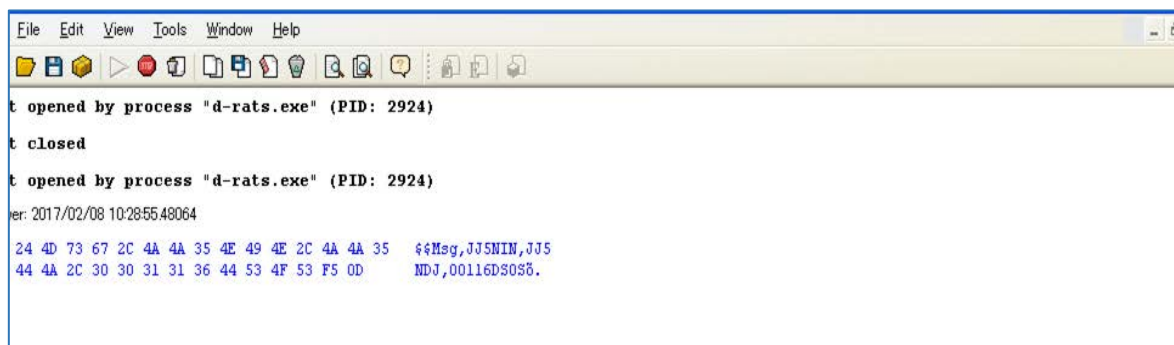 File Edit View Tools Window Help
t opened by process "d-rats.exe" (PID: 2924)
t closed
t opened by process "d-rats.exe" (PID: 2924)
er: 2017/02/08 10:28:55.48064
24 4D 73 67 2C 4A 4A 35 4E 49 4E 2C 4A 4A 35 $$Msg,JJ5NIN,JJ5
44 4A 2C 30 30 31 31 36 44 53 4F 53 F5 0D NDJ,00116DSOSõ.